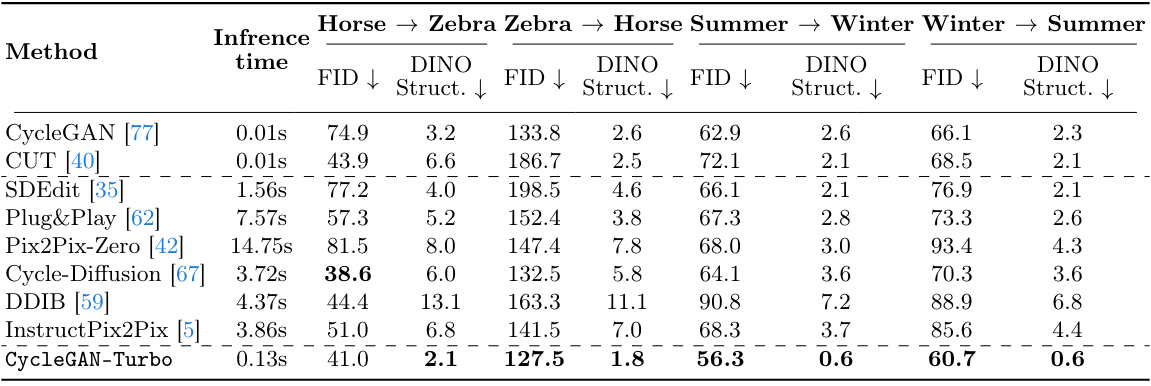 Method Infrence time Horse → Zebra Zebra → Horse Summer → Winter Winter → Summer
FID ↓ DINO Struct. ↓ FID ↓ DINO Struct. ↓ FID ↓ DINO Struct. ↓ FID ↓ DINO Struct. ↓
CycleGAN [77] 0.01s 74.9 3.2 133.8 2.6 62.9 2.6 66.1 2.3
CUT [40] 0.01s 43.9 6.6 186.7 2.5 72.1 2.1 68.5 2.1
SDEdit [35] 1.56s 77.2 4.0 198.5 4.6 66.1 2.1 76.9 2.1
Plug&Play [62] 7.57s 57.3 5.2 152.4 3.8 67.3 2.8 73.3 2.6
Pix2Pix-Zero [42] 14.75s 81.5 8.0 147.4 7.8 68.0 3.0 93.4 4.3
Cycle-Diffusion [67] 3.72s 38.6 6.0 132.5 5.8 64.1 3.6 70.3 3.6
DDIB [59] 4.37s 44.4 13.1 163.3 11.1 90.8 7.2 88.9 6.8
InstructPix2Pix [5] 3.86s 51.0 6.8 141.5 7.0 68.3 3.7 85.6 4.4
CycleGAN-Turbo 0.13s 41.0 2.1 127.5 1.8 56.3 0.6 60.7 0.6